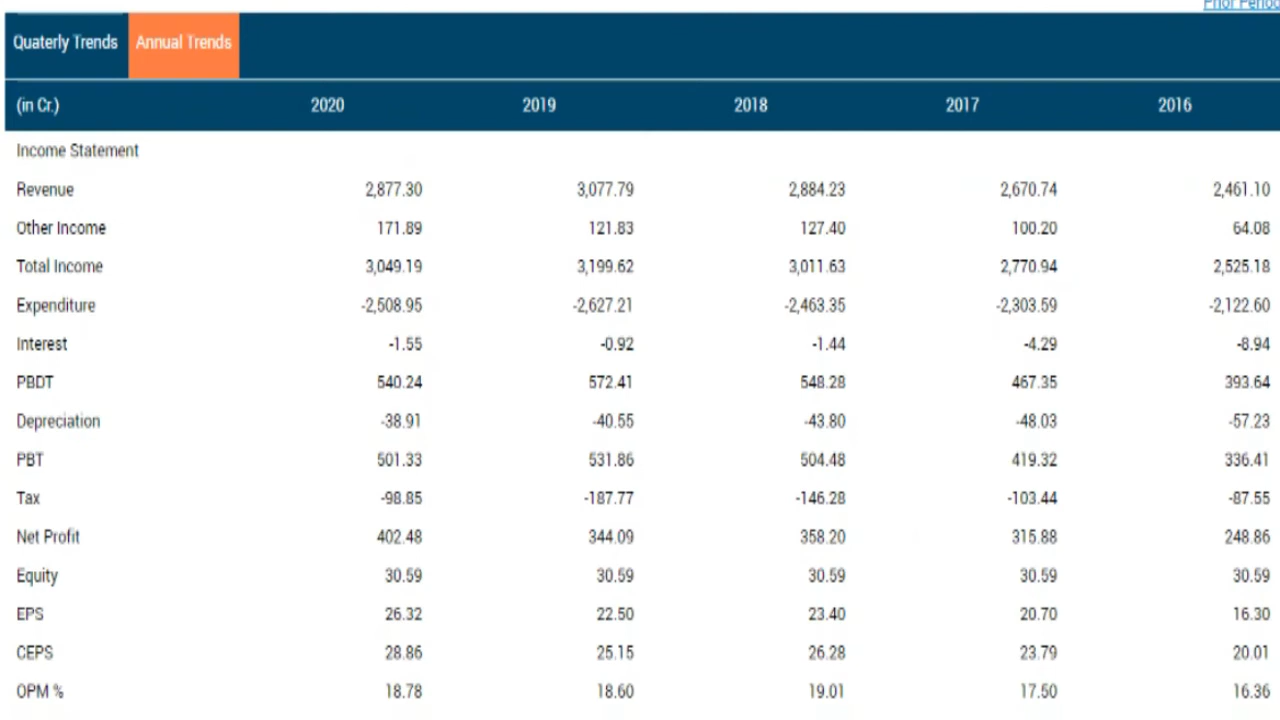 Prior Period
Quaterly Trends Annual Trends
(in Cr.) 2020 2019 2018 2017 2016
Income Statement
Revenue 2,877.30 3,077.79 2,884.23 2,670.74 2,461.10
Other Income 171.89 121.83 127.40 100.20 64.08
Total Income 3,049.19 3,199.62 3,011.63 2,770.94 2,525.18
Expenditure -2,508.95 -2,627.21 -2,463.35 -2,303.59 -2,122.60
Interest -1.55 -0.92 -1.44 -4.29 -8.94
PBDT 540.24 572.41 548.28 467.35 393.64
Depreciation -38.91 -40.55 -43.80 -48.03 -57.23
PBT 501.33 531.86 504.48 419.32 336.41
Tax -98.85 -187.77 -146.28 -103.44 -87.55
Net Profit 402.48 344.09 358.20 315.88 248.86
Equity 30.59 30.59 30.59 30.59 30.59
EPS 26.32 22.50 23.40 20.70 16.30
CEPS 28.86 25.15 26.28 23.79 20.01
OPM % 18.78 18.60 19.01 17.50 16.36